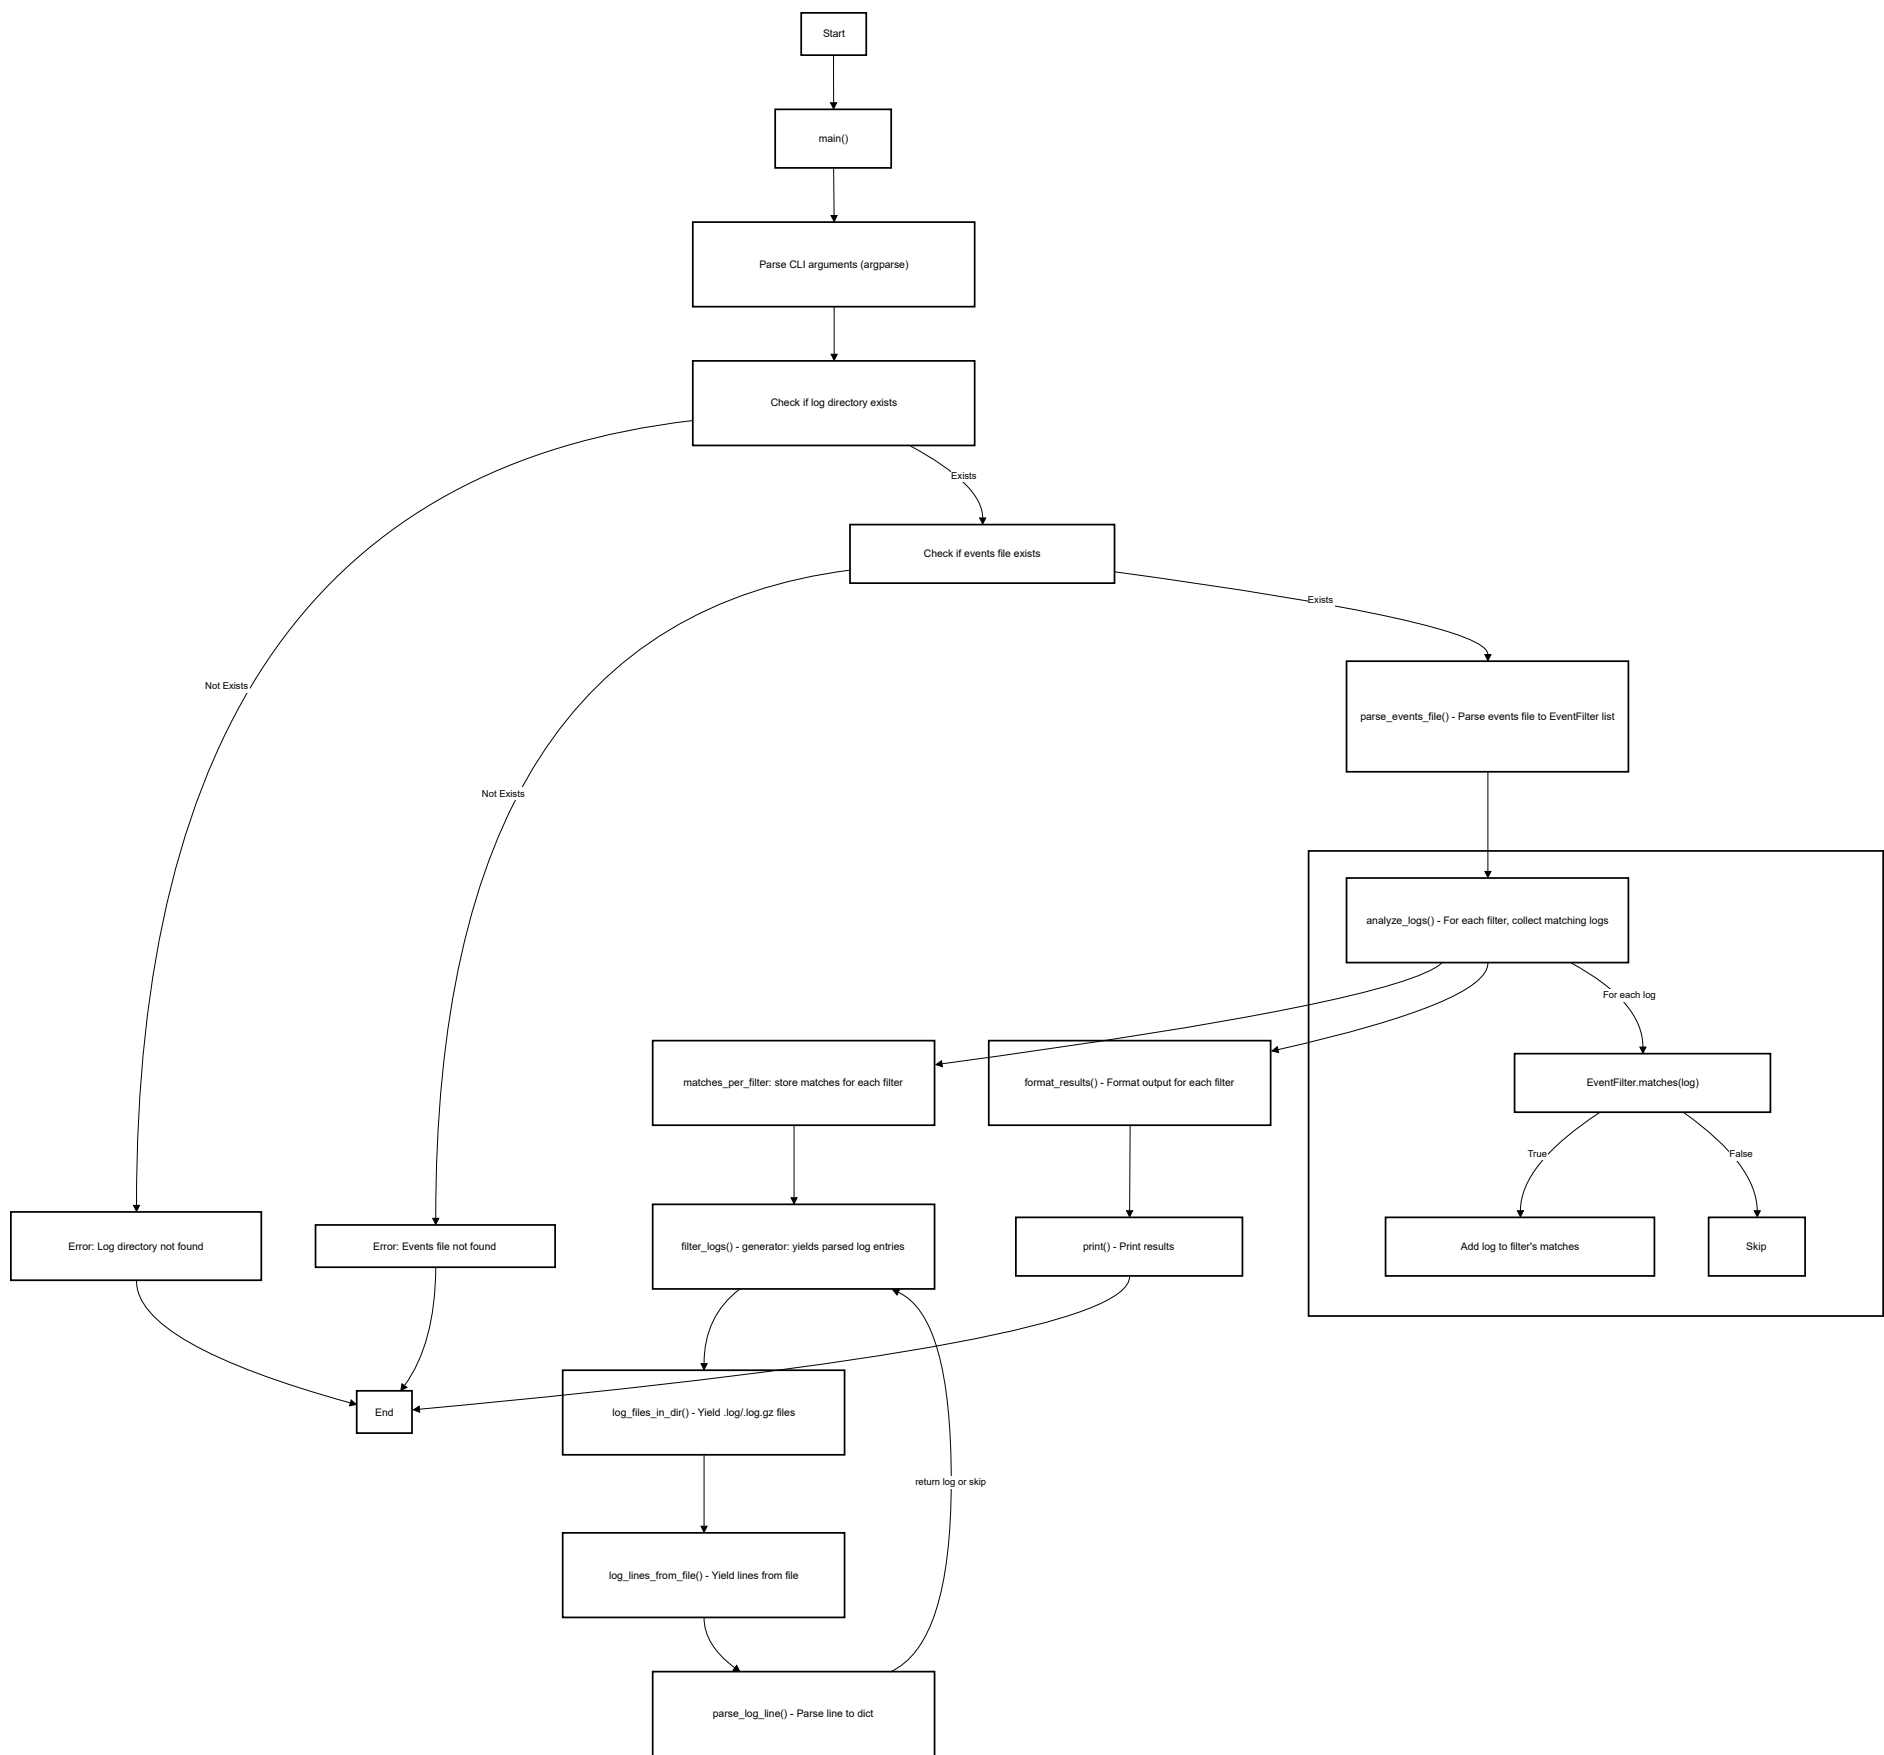 Start
main()
Parse CLI arguments (argparse)
Check if log directory exists
Exists
Check if events file exists
Exists
Not Exists
parse_events_file() - Parse events file to EventFilter list
Not Exists
analyze_logs() - For each filter, collect matching logs
For each log
matches_per_filter: store matches for each filter
format_results() - Format output for each filter
EventFilter.matches(log)
True
False
Error: Log directory not found
Error: Events file not found
filter_logs() - generator: yields parsed log entries
print() - Print results
Add log to filter's matches
Skip
End
log_files_in_dir() - Yield .log/.log.gz files
return log or skip
log_lines_from_file() - Yield lines from file
parse_log_line() - Parse line to dict